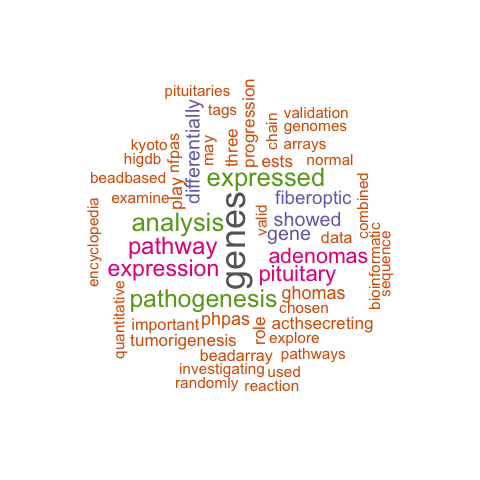 pituitaries
tags
differentially
progression
chain
validation
genomes
kyoto
nfpas
may
three
arrays
higdb
ests
normal
beadbased
play
expressed
examine
fiberoptic
combined
encyclopedia
analysis
genes
valid
showed
gene
data
pathway
adenomas
bioinformatic
sequence
expression
pituitary
pathogenesis
ghomas
chosen
quantitative
important
phpas
role
acthsecreting
tumorigenesis
explore
beadarray
pathways
investigating
used
randomly
reaction